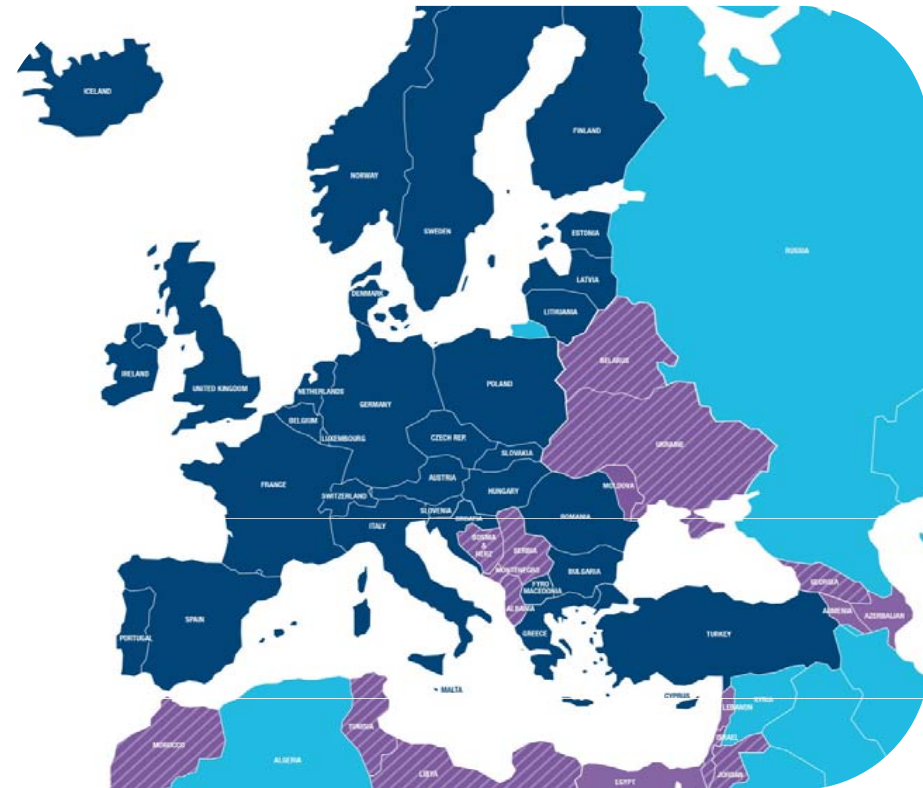 ICELAND
FINLAND
NORWAY
SWEDEN
ESTONIA
RUSSIA
LATVIA
DENMARK
LITHUANIA
BELARUS
IRELAND
UNITED KINGDOM
NETHERLANDS
POLAND
GERMANY
BELGIUM
LUXEMBOURG
CZECH REP.
UKRAINE
SLOVAKIA
AUSTRIA
FRANCE
MOLDOVA
HUNGARY
SWITZERLAND
SLOVENIA
CROATIA
ROMANIA
ITALY
BOSNIA
&
HERZ
SERBIA
MONTENEGRO
BULGARIA
GEORGIA
FYRO
MACEDONIA
ALBANIA
ARMENIA
AZERBAIJAN
SPAIN
PORTUGAL
GREECE
TURKEY
MALTA
CYPRUS
SYRIA
LEBANON
TUNISIA
ISRAEL
MOROCCO
ALGERIA
LIBYA
JORDAN
EGYPT